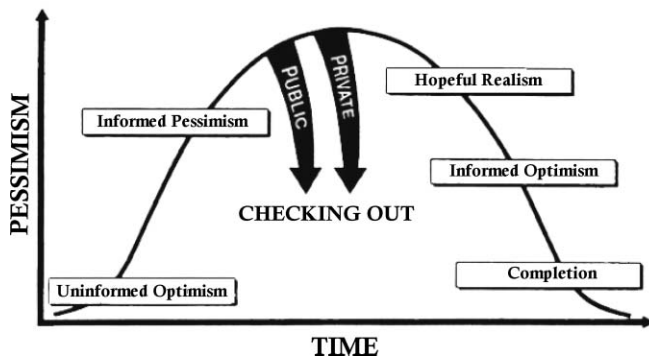 PESSIMISM
Informed Pessimism
Uninformed Optimism
PUBLIC
PRIVATE
CHECKING OUT
Hopeful Realism
Informed Optimism
Completion
TIME